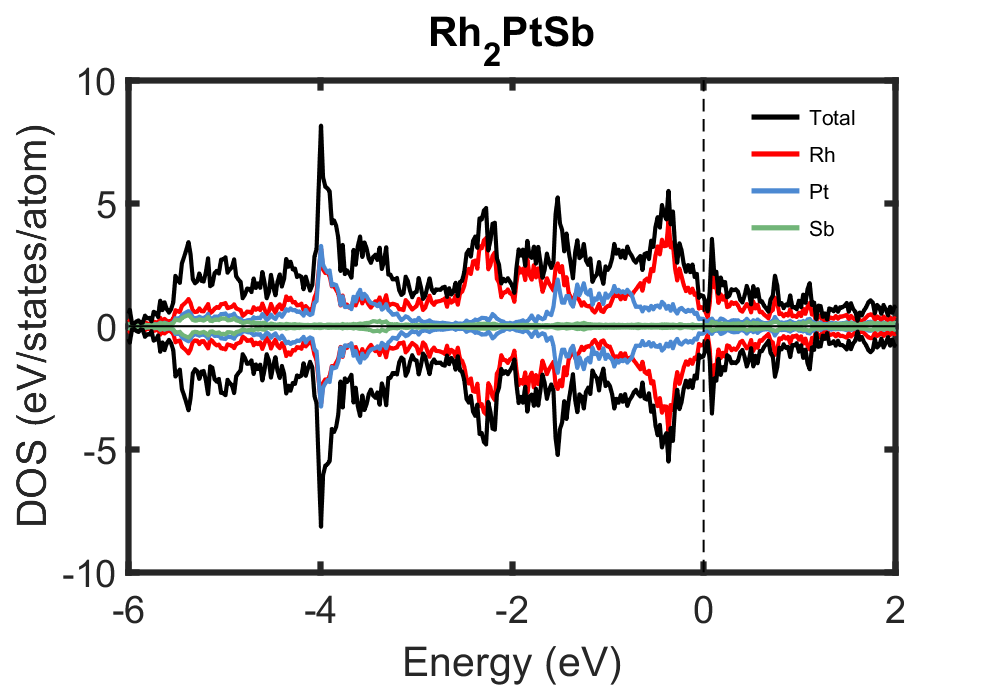 Rh₂PtSb
10
5
0
-5
-10
DOS (eV/states/atom)
Total
Rh
Pt
Sb
-6
-4
-2
0
2
Energy (eV)